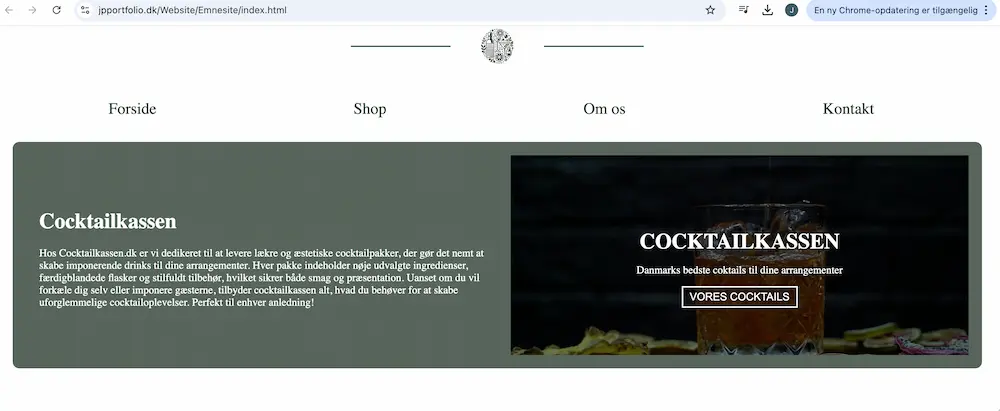 jpportfolio.dk/Website/Emnesite/index.html
J
En ny Chrome-opdatering er tilgængelig
Forside
Shop
Om os
Kontakt
Cocktailkassen
Hos Cocktailkassen.dk er vi dedikeret til at levere lækre og æstetiske cocktailpakker, der gør det nemt at
skabe imponerende drinks til dine arrangementer. Hver pakke indeholder nøje udvalgte ingredienser,
færdigblandede flasker og stilfuldt tilbehør, hvilket sikrer både smag og præsentation. Uanset om du vil
forkæle dig selv eller imponere gæsterne, tilbyder cocktailkassen alt, hvad du behøver for at skabe
uforglemmelige cocktailoplevelser. Perfekt til enhver anledning!
COCKTAILKASSEN
Danmarks bedste coktails til dine arrangementer
VORES COCKTAILS